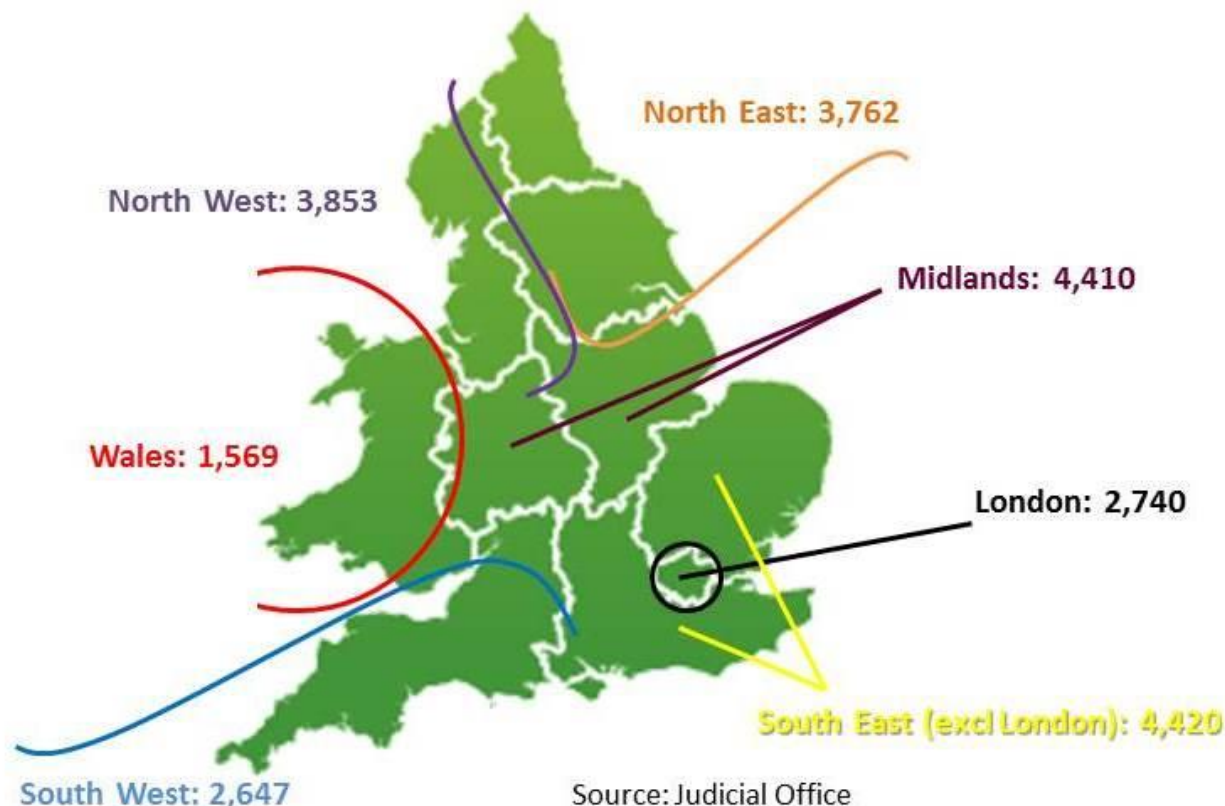 North East: 3,762
North West: 3,853
Midlands: 4,410
Wales: 1,569
London: 2,740
South East (excl London): 4,420
South West: 2,647
Source: Judicial Office